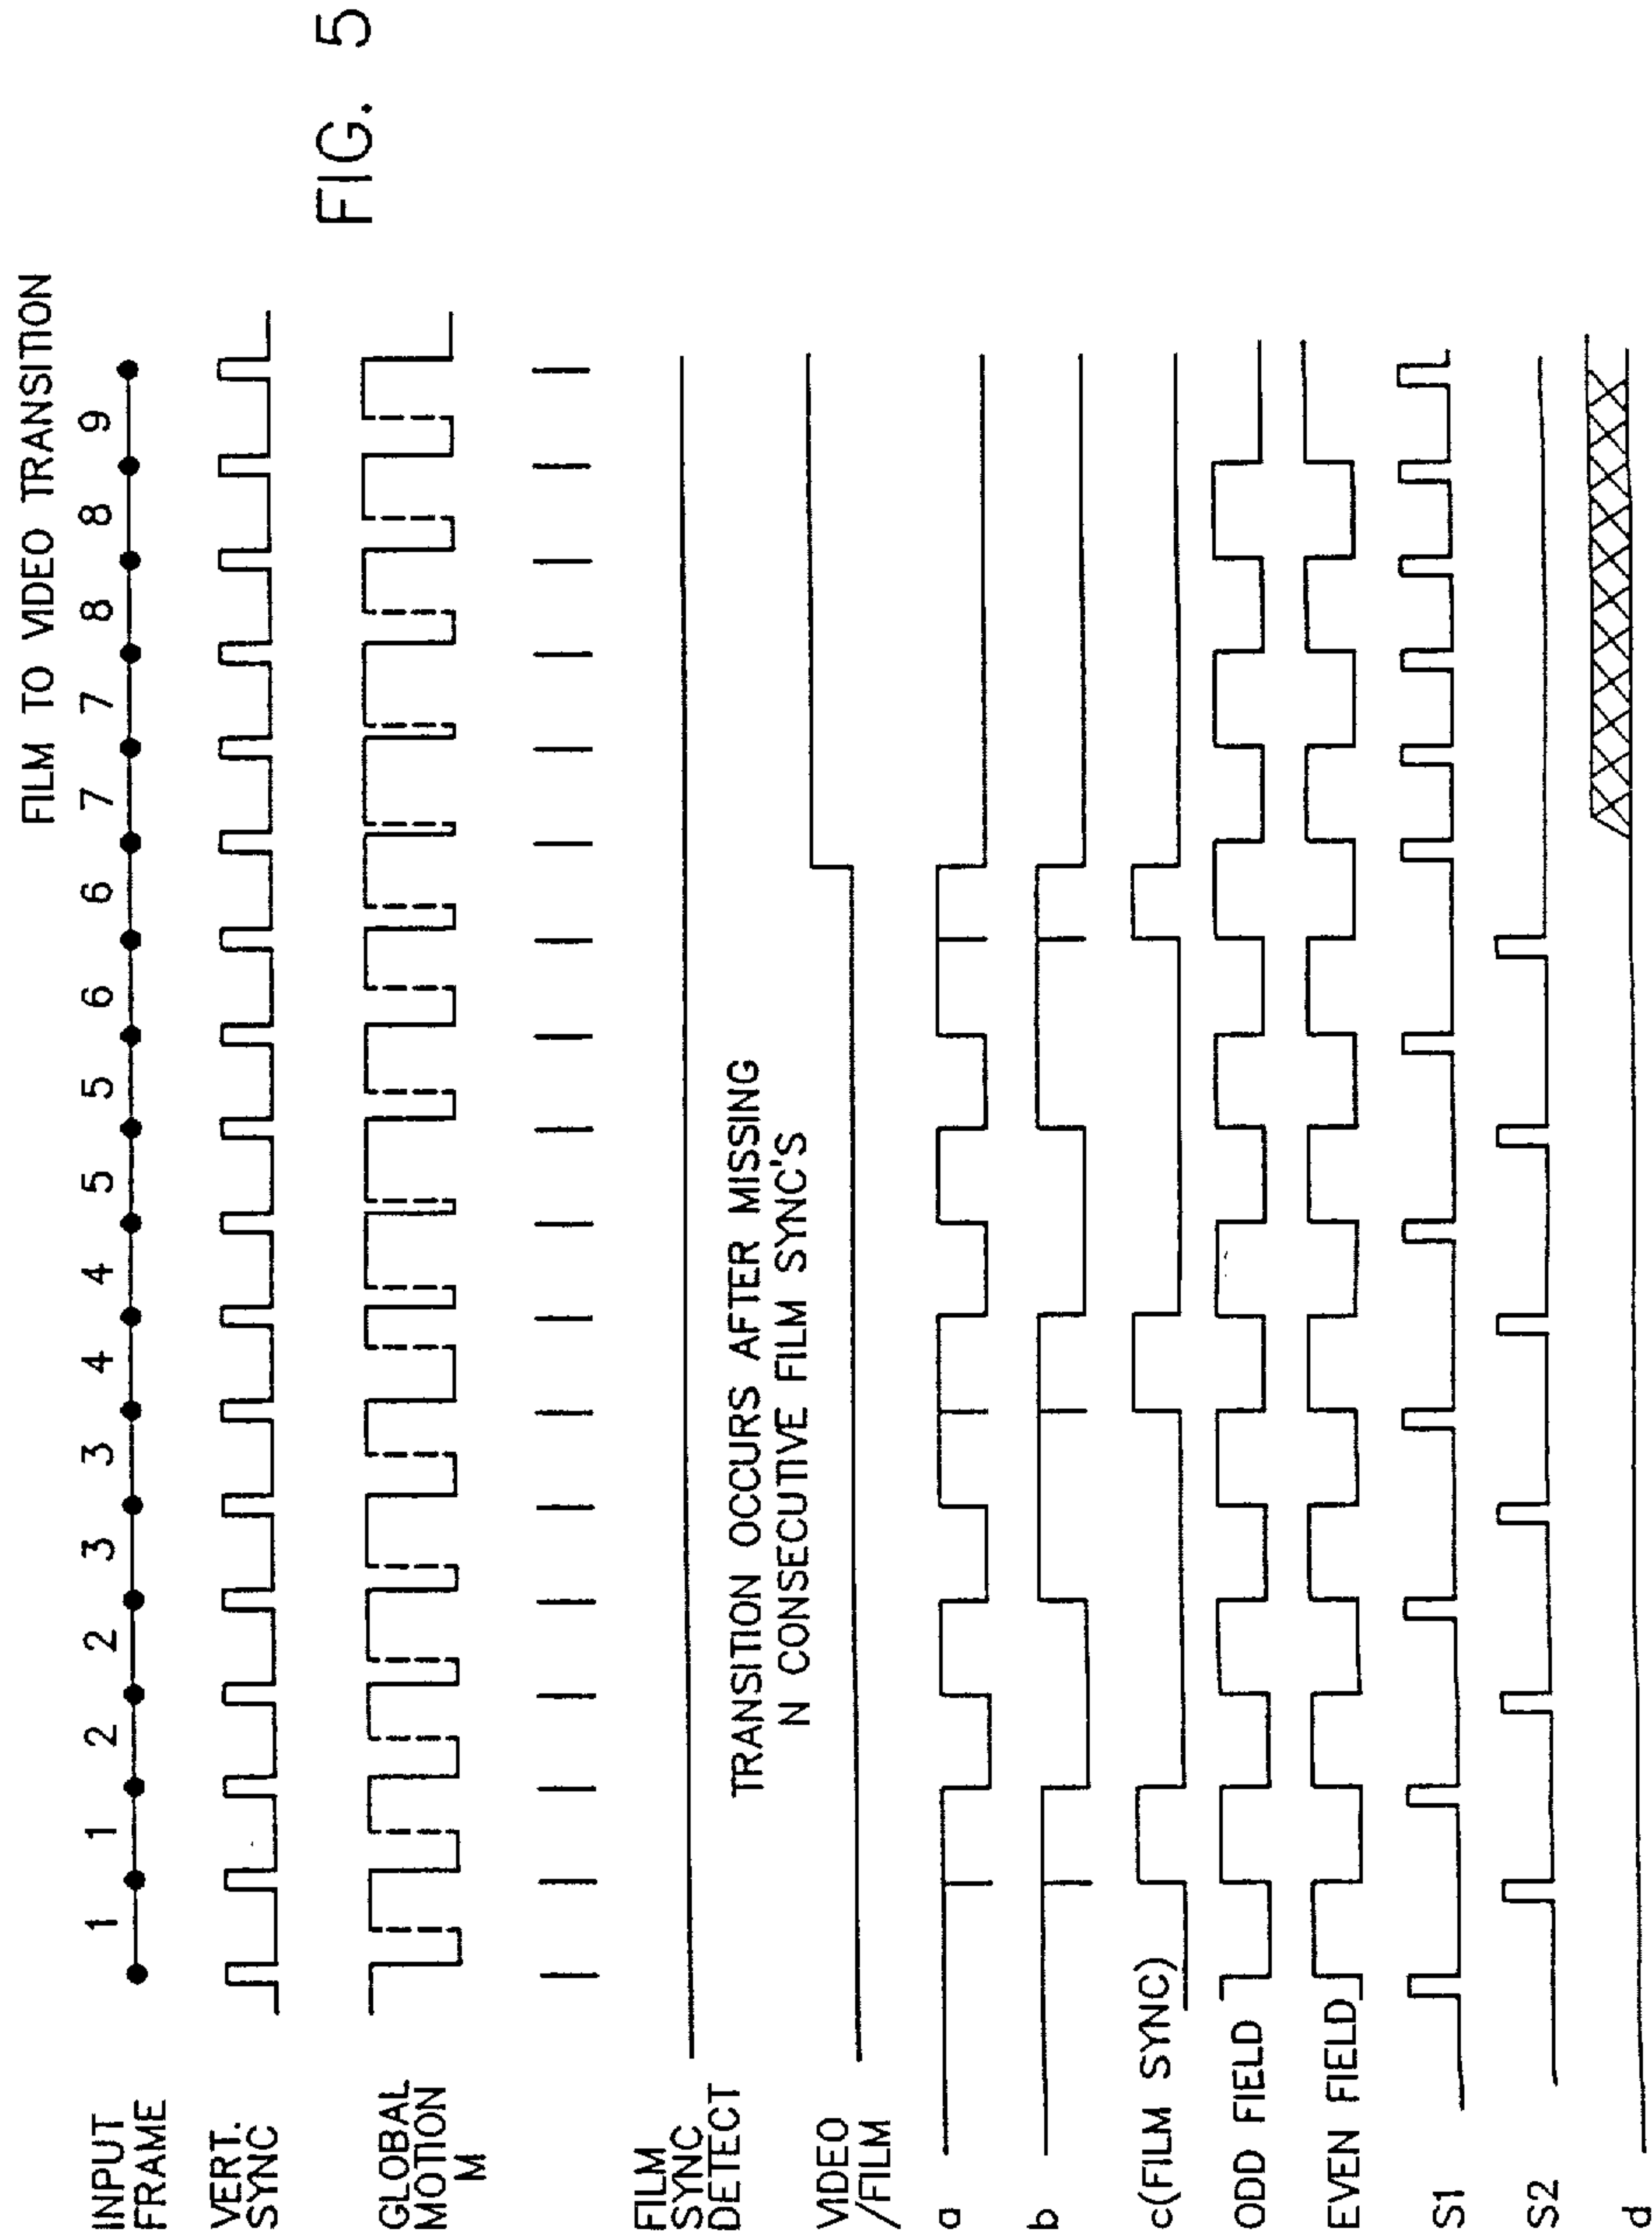 FILM TO VIDEO TRANSITION
INPUT
FRAME
1 1 2 2 3 3 4 4 5 5 6 6 7 7 8 8 9
VERT.
SYNC
GLOBAL
MOTION
M
FILM
SYNC
DETECT
TRANSITION OCCURS AFTER MISSING
N CONSECUTIVE FILM SYNC'S
VIDEO
/FILM
a
b
c(FILM SYNC)
ODD FIELD
EVEN FIELD
S1
S2
d
FIG. 5